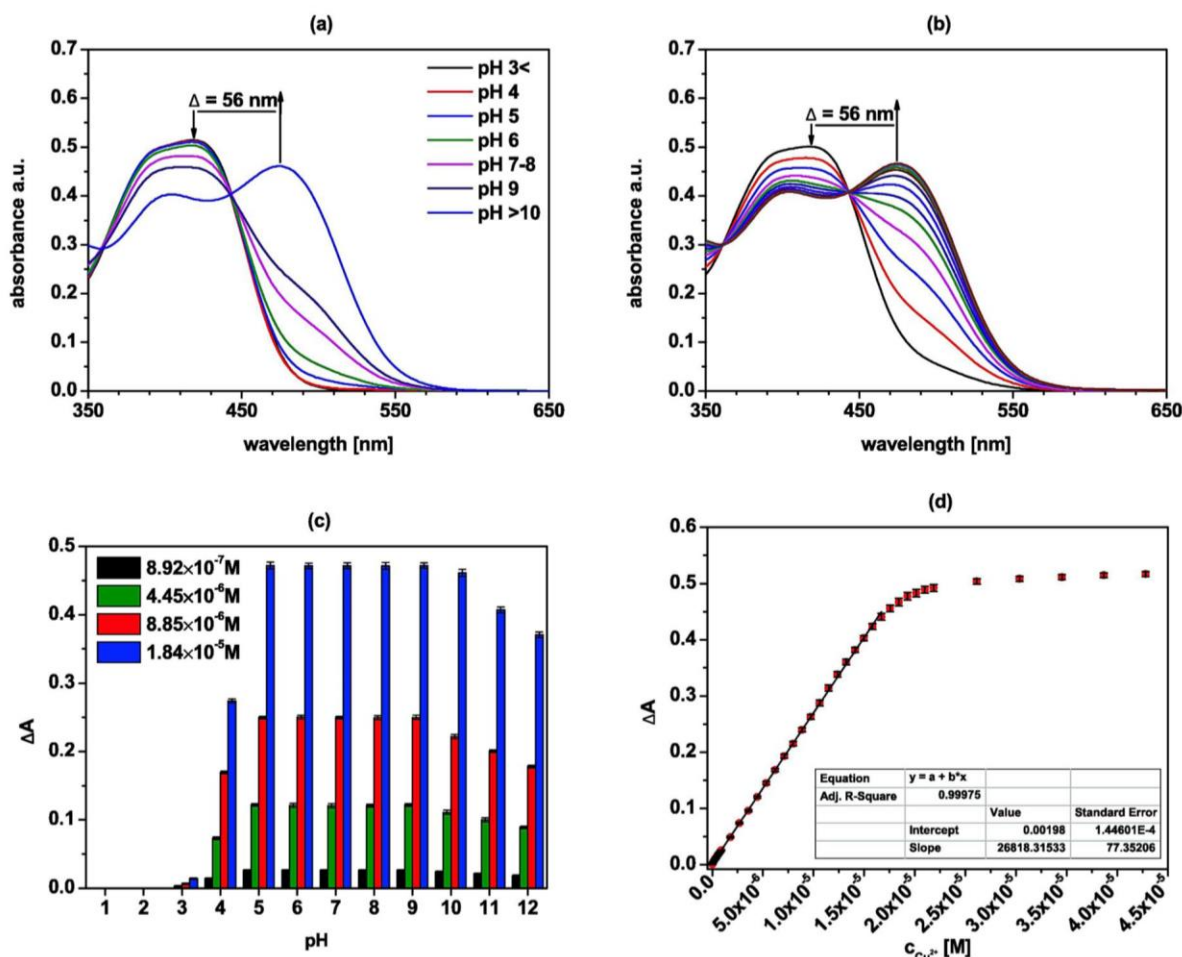 (a)
0.7
0.6
0.5
0.4
0.3
0.2
0.1
0.0
absorbance a.u.
Δ = 56 nm
pH 3<
pH 4
pH 5
pH 6
pH 7-8
pH 9
pH >10
350
450
550
650
wavelength [nm]
(b)
0.7
0.6
0.5
0.4
0.3
0.2
0.1
0.0
absorbance a.u.
Δ = 56 nm
350
450
550
650
wavelength [nm]
(c)
0.5
0.4
0.3
0.2
0.1
0.0
ΔA
8.92×10⁻⁷M
4.45×10⁻⁶M
8.85×10⁻⁶M
1.84×10⁻⁵M
1 2 3 4 5 6 7 8 9 10 11 12
pH
(d)
0.6
0.5
0.4
0.3
0.2
0.1
0.0
ΔA
Equation y = a + b*x
Adj. R-Square 0.99975
Value Standard Error
Intercept 0.00198 1.44601E-4
Slope 26818.31533 77.35206
0.0
5.0x10⁻⁶
1.0x10⁻⁵
1.5x10⁻⁵
2.0x10⁻⁵
2.5x10⁻⁵
3.0x10⁻⁵
3.5x10⁻⁵
4.0x10⁻⁵
4.5x10⁻⁵
c_Cu²⁺ [M]